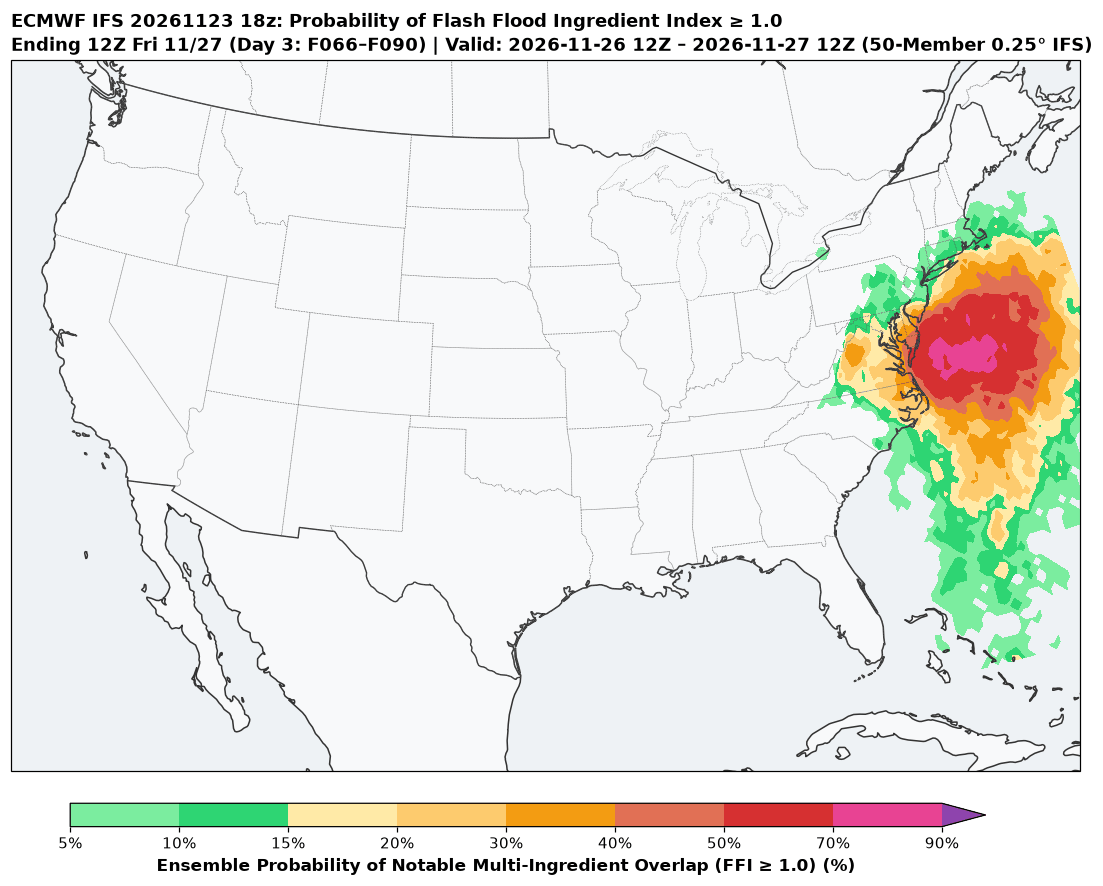 ECMWF IFS 20261123 18z: Probability of Flash Flood Ingredient Index ≥ 1.0
Ending 12Z Fri 11/27 (Day 3: F066–F090) | Valid: 2026-11-26 12Z – 2026-11-27 12Z (50-Member 0.25° IFS)
5% 10% 15% 20% 30% 40% 50% 70% 90%
Ensemble Probability of Notable Multi-Ingredient Overlap (FFI ≥ 1.0) (%)